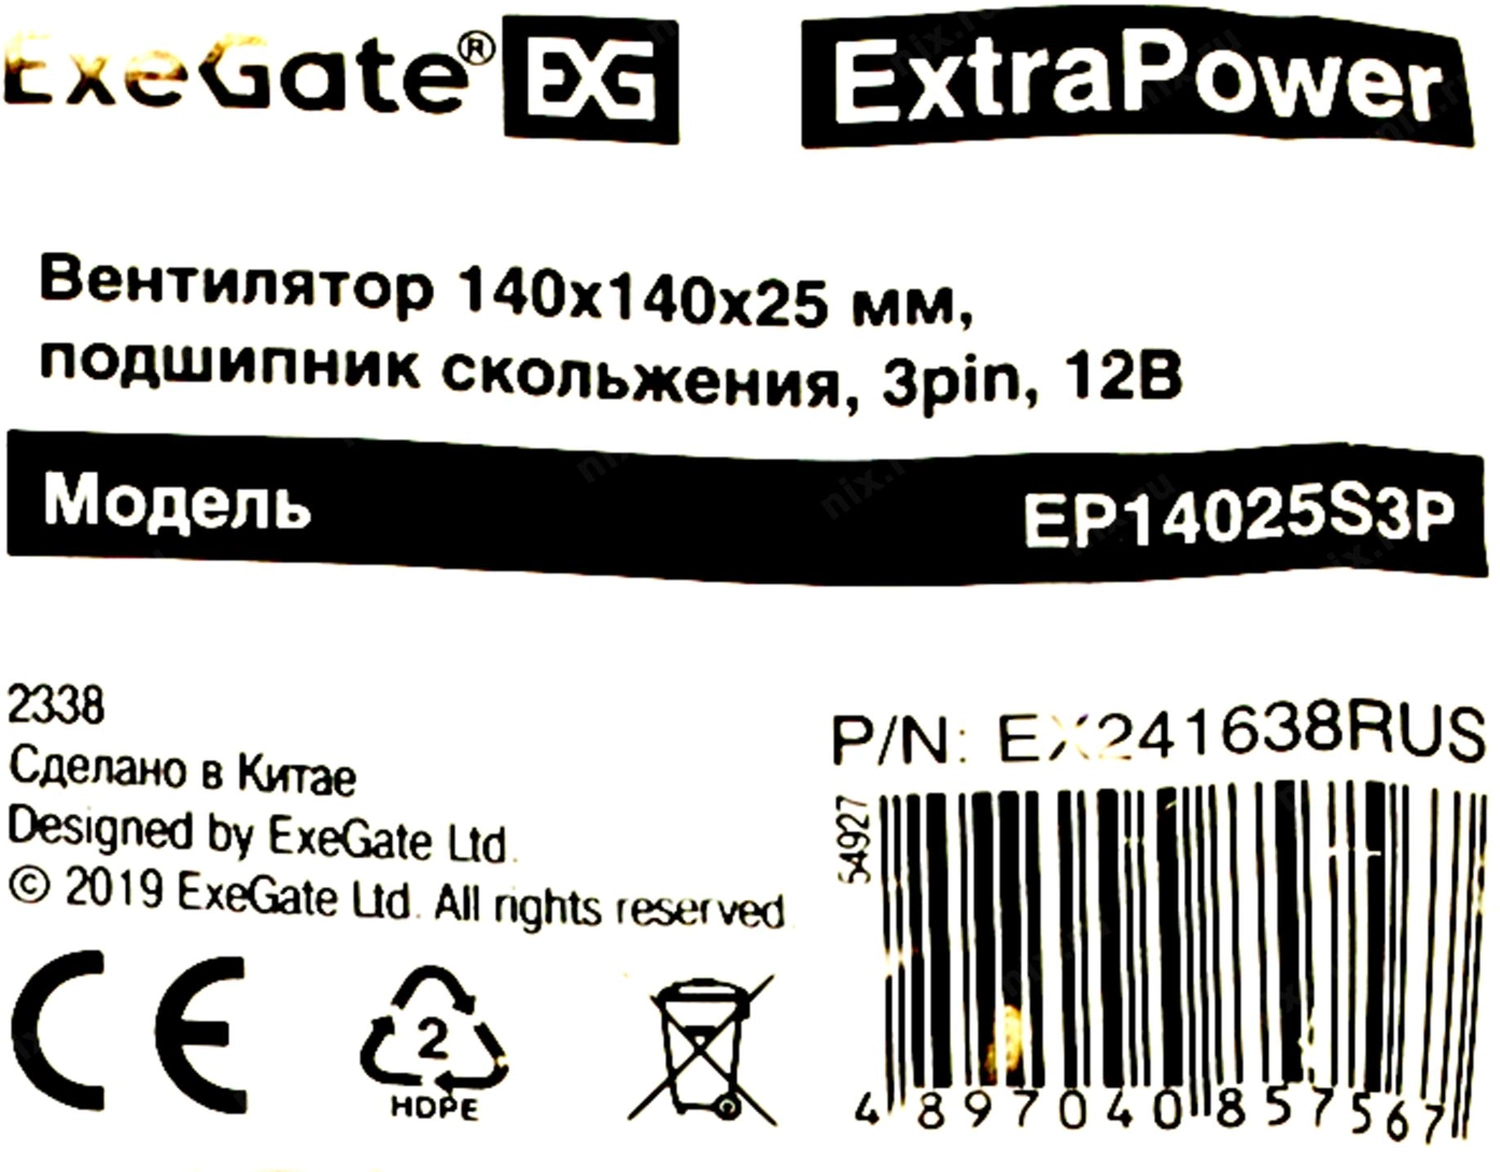 ExeGate® EXG ExtraPower
Вентилятор 140x140x25 мм,
подшипник скольжения, 3pin, 12В
Модель EP14025S3P
2338
Сделано в Китае
Designed by ExeGate Ltd.
© 2019 ExeGate Ltd. All rights reserved
P/N: EX241638RUS
54927
4 897040 857567
CE
2
HDPE